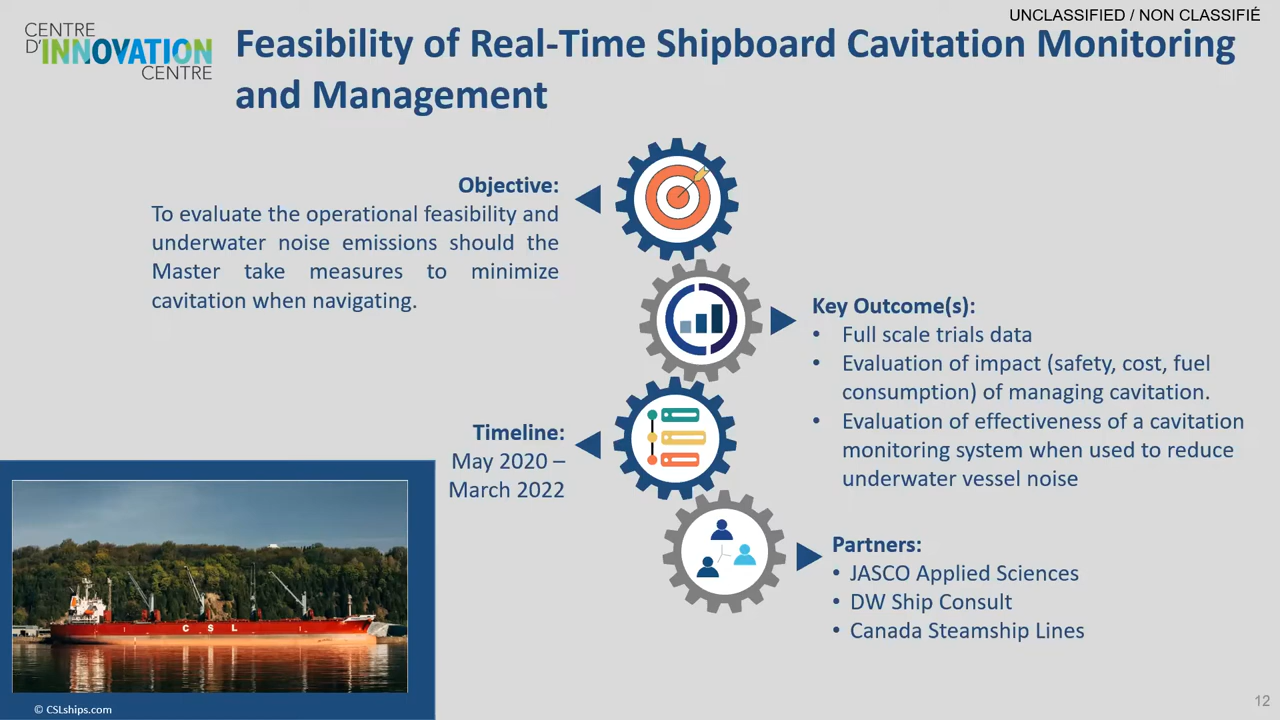 UNCLASSIFIED / NON CLASSIFIÉ
CENTRE
D'INNOVATION
CENTRE
Feasibility of Real-Time Shipboard Cavitation Monitoring
and Management
Objective:
To evaluate the operational feasibility and
underwater noise emissions should the
Master take measures to minimize
cavitation when navigating.
Key Outcome(s):
• Full scale trials data
• Evaluation of impact (safety, cost, fuel
consumption) of managing cavitation.
• Evaluation of effectiveness of a cavitation
monitoring system when used to reduce
underwater vessel noise
Timeline:
May 2020 –
March 2022
Partners:
• JASCO Applied Sciences
• DW Ship Consult
• Canada Steamship Lines
C S L
© CSLships.com
12